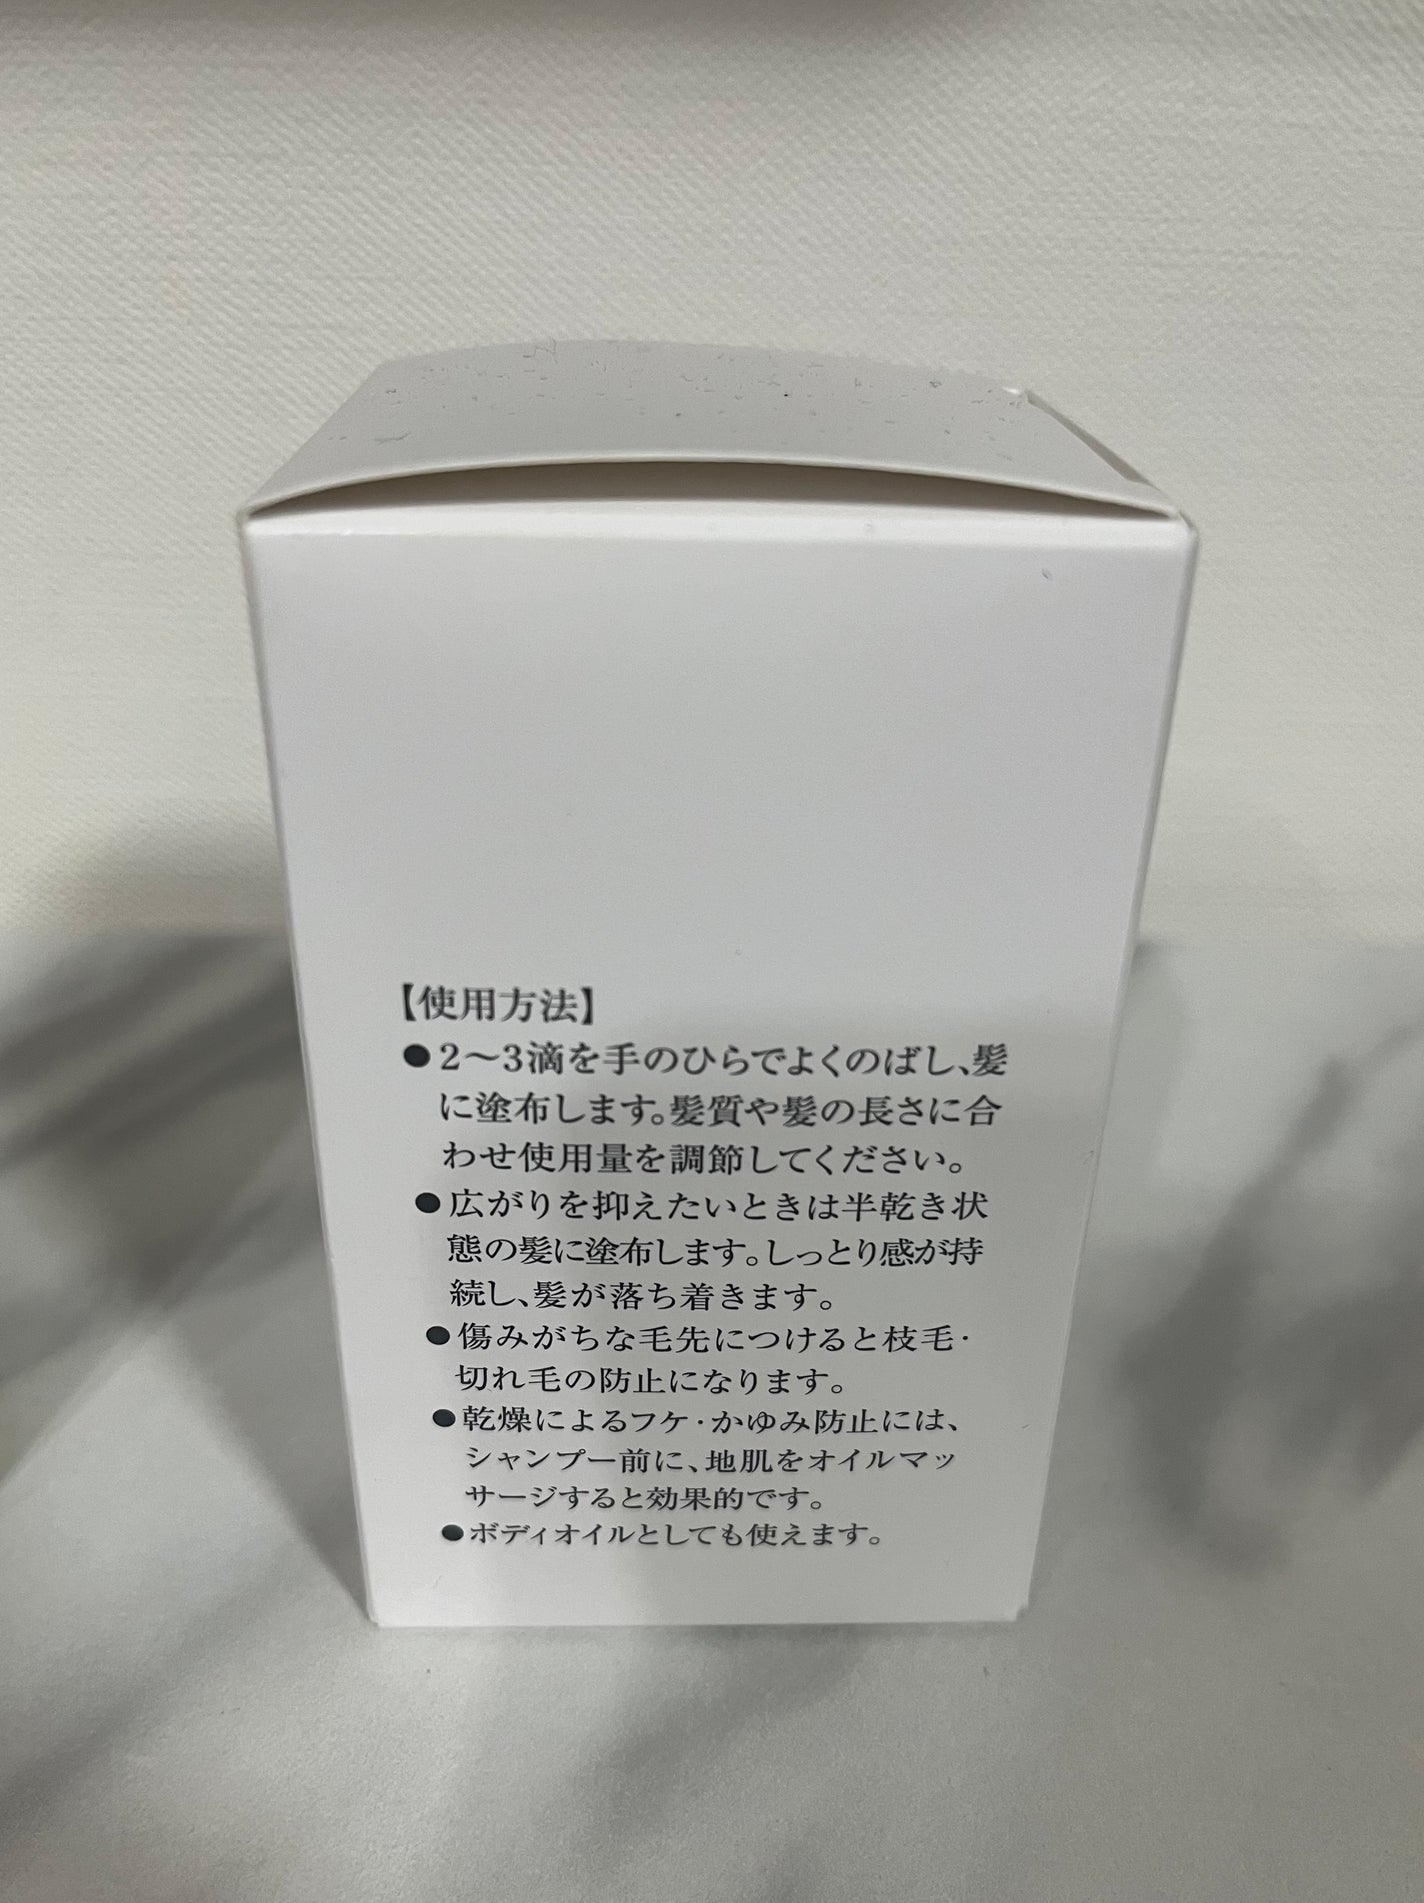 【使用方法】
●2〜3滴を手のひらでよくのばし、髪
に塗布します。髪質や髪の長さに合
わせ使用量を調節してください。
●広がりを抑えたいときは半乾き状
態の髪に塗布します。しっとり感が持
続し、髪が落ち着きます。
●傷みがちな毛先につけると枝毛・
切れ毛の防止になります。
●乾燥によるフケ・かゆみ防止には、
シャンプー前に、地肌をオイルマッ
サージすると効果的です。
●ボディオイルとしても使えます。